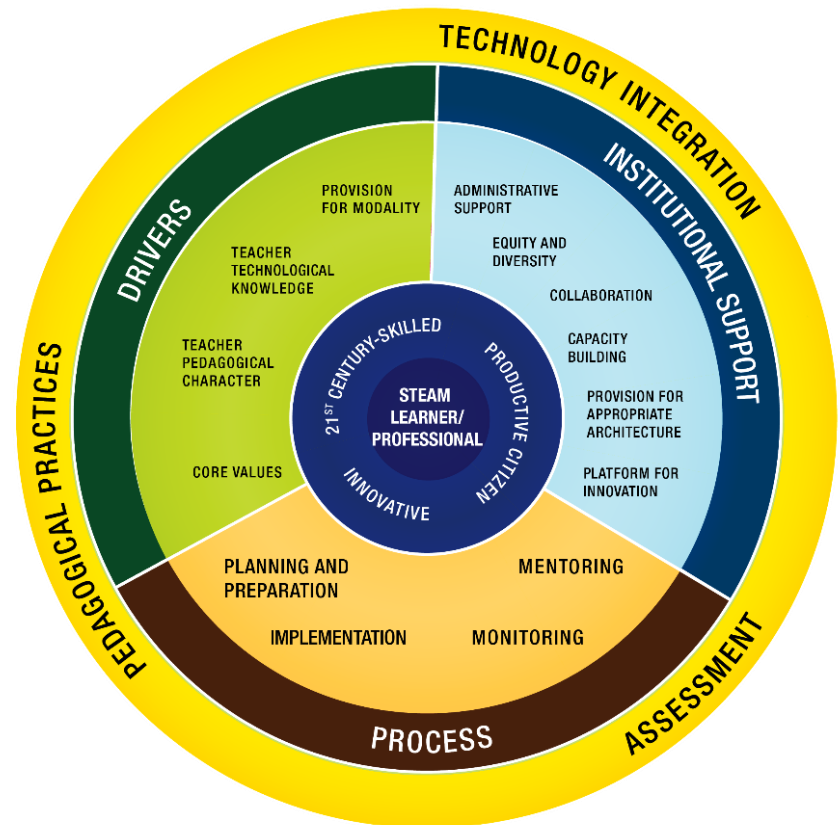 TECHNOLOGY INTEGRATION
PEDAGOGICAL PRACTICES
ASSESSMENT
DRIVERS
PROVISION
FOR MODALITY
TEACHER
TECHNOLOGICAL
KNOWLEDGE
TEACHER
PEDAGOGICAL
CHARACTER
CORE VALUES
INSTITUTIONAL SUPPORT
ADMINISTRATIVE
SUPPORT
EQUITY AND
DIVERSITY
COLLABORATION
CAPACITY
BUILDING
PROVISION FOR
APPROPRIATE
ARCHITECTURE
PLATFORM FOR
INNOVATION
21ST CENTURY-SKILLED
PRODUCTIVE CITIZEN
INNOVATIVE
STEAM
LEARNER/
PROFESSIONAL
PLANNING AND
PREPARATION
IMPLEMENTATION
MENTORING
MONITORING
PROCESS